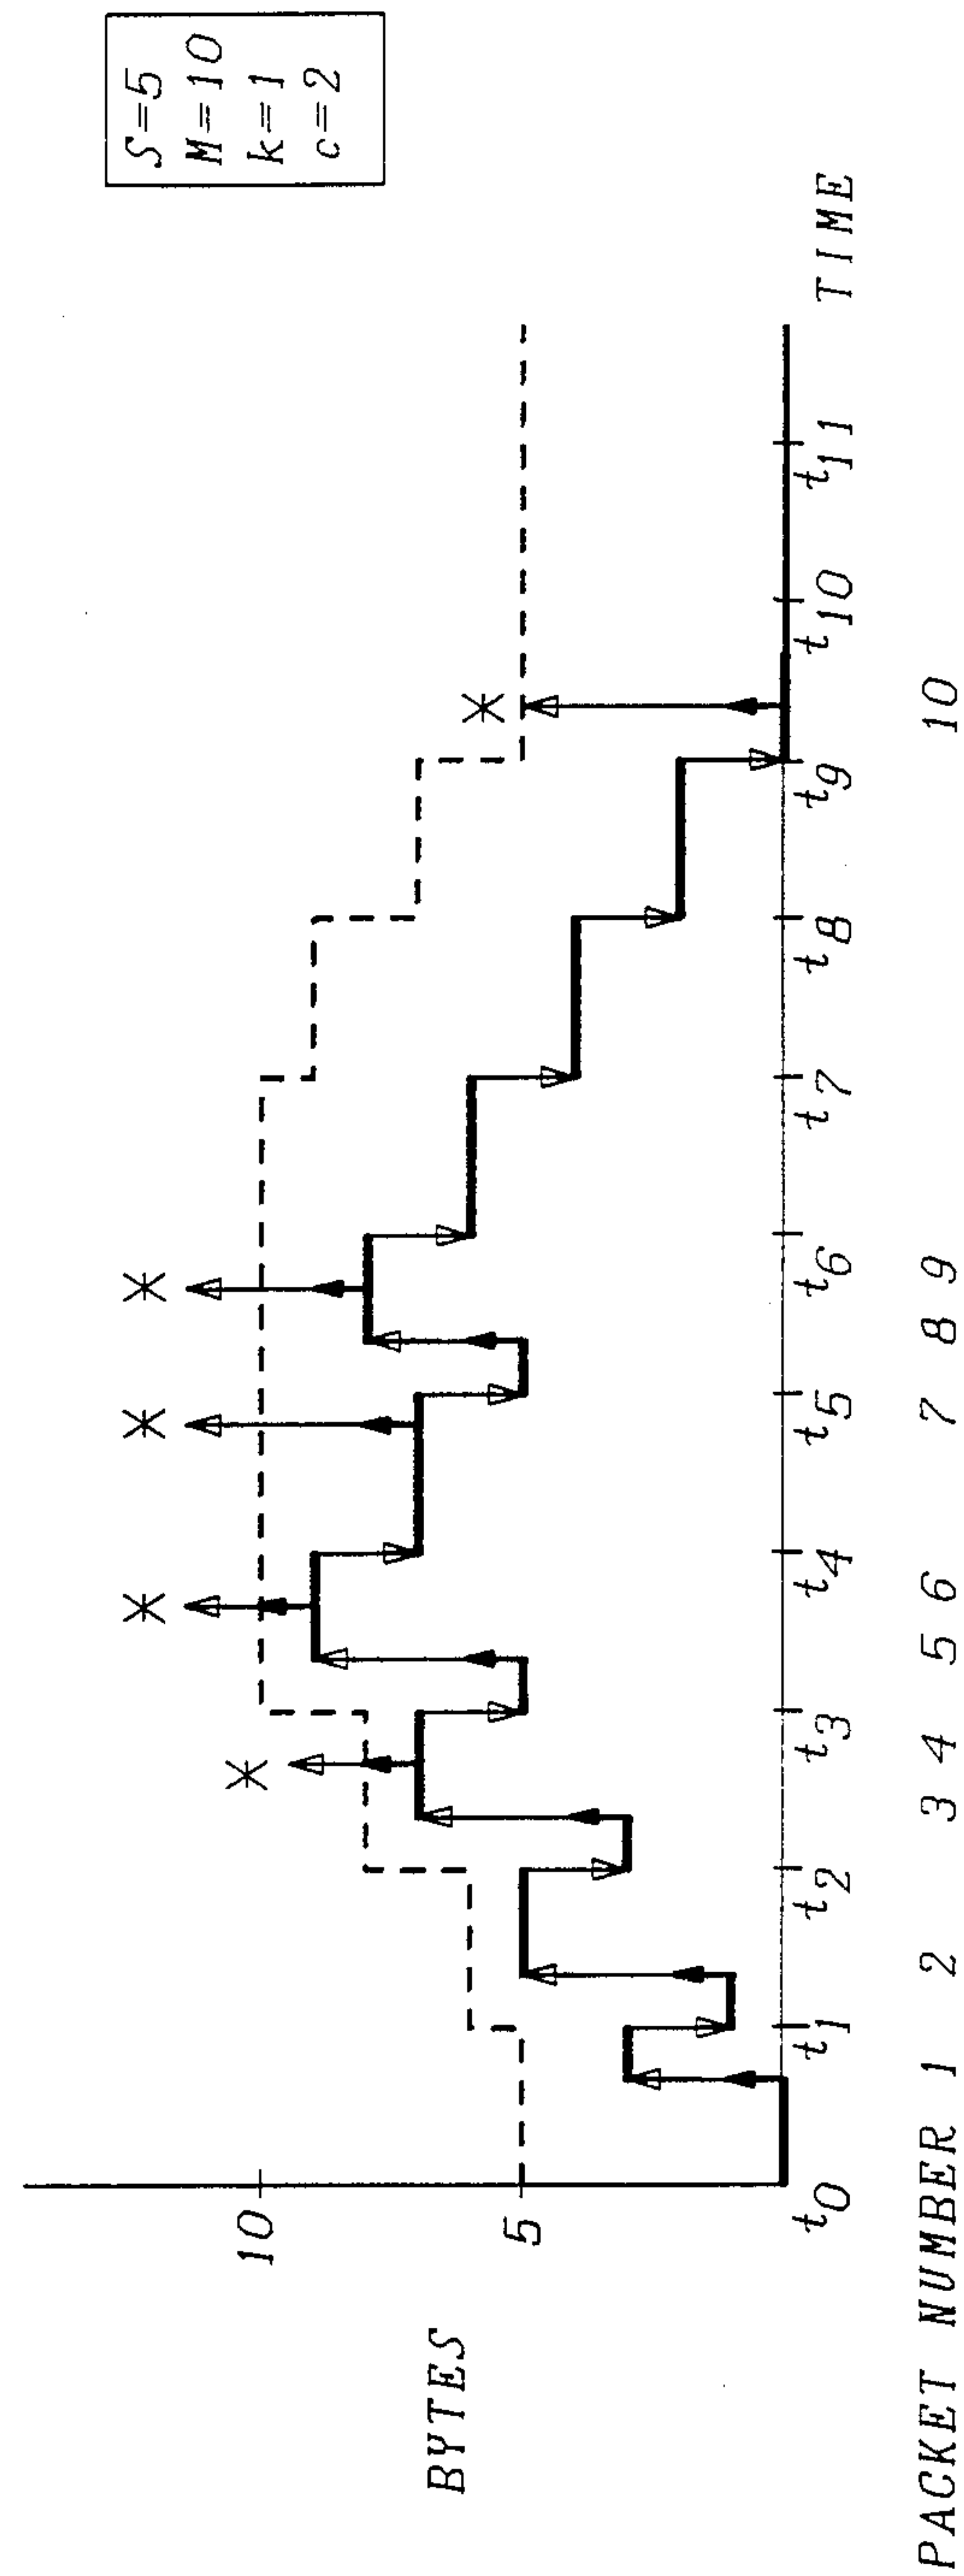 S=5
M=10
k=1
c=2
10
5
BYTES
t0 t1 t2 t3 t4 t5 t6 t7 t8 t9 t10 t11 TIME
PACKET NUMBER 1 2 3 4 5 6 7 8 9 10